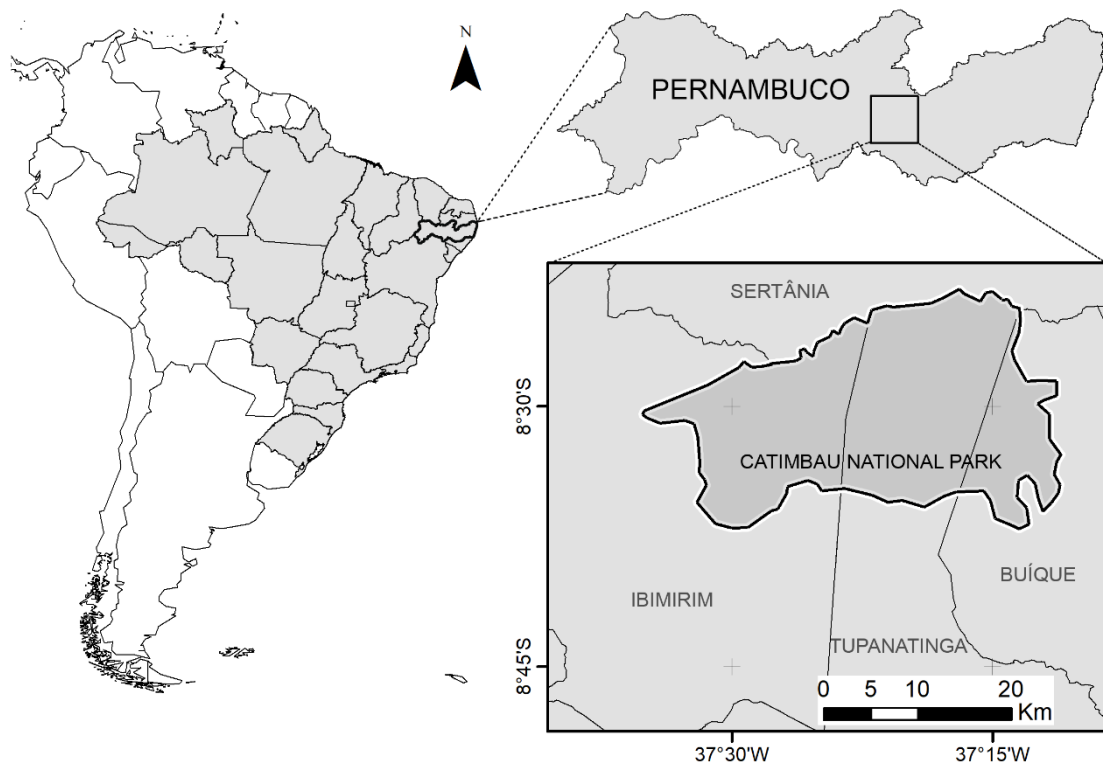 N
PERNAMBUCO
SERTÂNIA
8°30'S
CATIMBAU NATIONAL PARK
BUÍQUE
IBIMIRIM
TUPANATINGA
8°45'S
0 5 10 20
Km
37°30'W 37°15'W